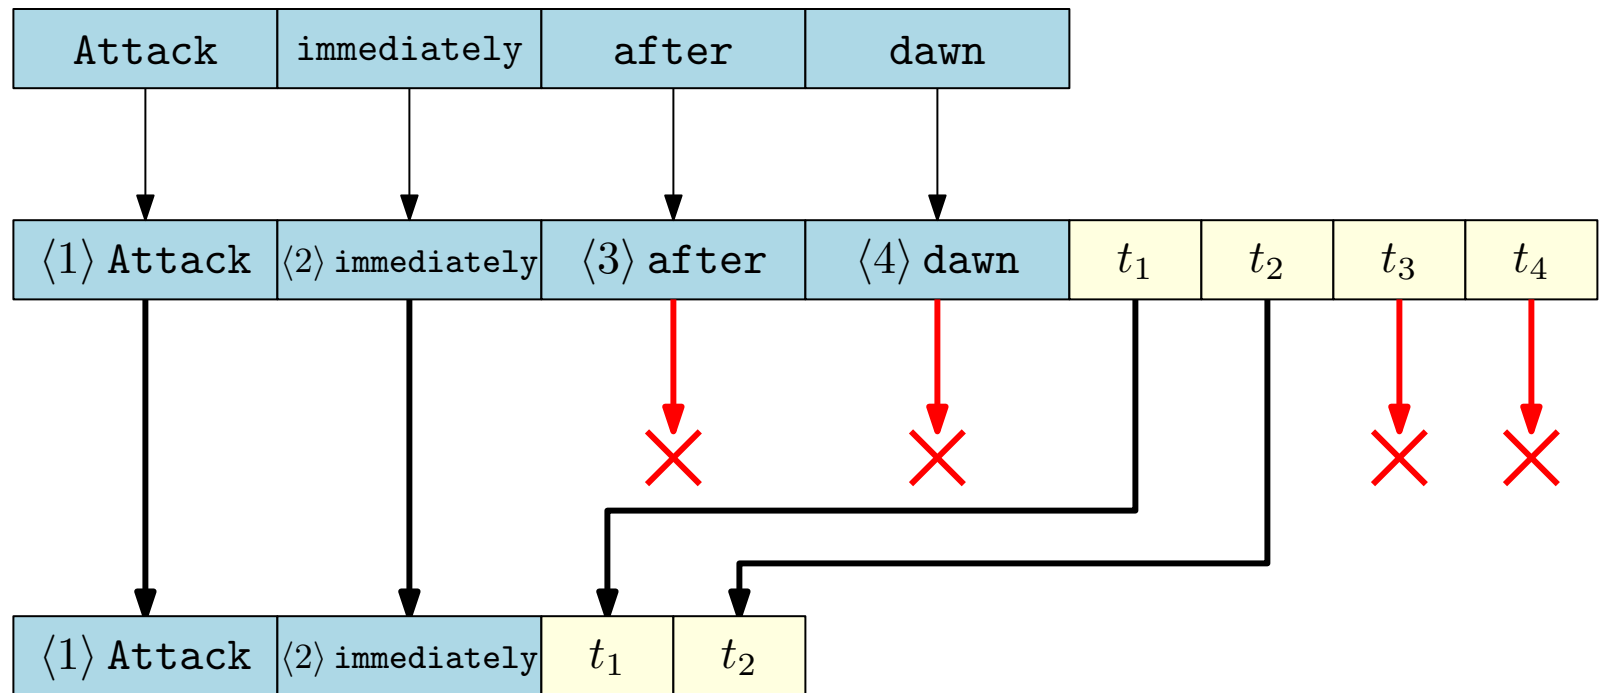 Attack immediately after dawn
⟨1⟩ Attack ⟨2⟩ immediately ⟨3⟩ after ⟨4⟩ dawn t₁ t₂ t₃ t₄
⟨1⟩ Attack ⟨2⟩ immediately t₁ t₂